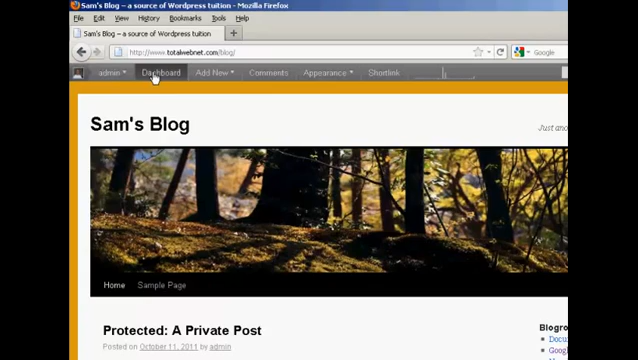 Sam's Blog – a source of Wordpress tuition - Mozilla Firefox
File Edit View History Bookmarks Tools Help
Sam's Blog – a source of Wordpress tuition +
http://www.totalwebnet.com/blog/ Google
admin Dashboard Add New Comments Appearance Shortlink
Sam's Blog
Just ano
Home Sample Page
Protected: A Private Post
Posted on October 11, 2011 by admin
Blogro
Docu
Googl